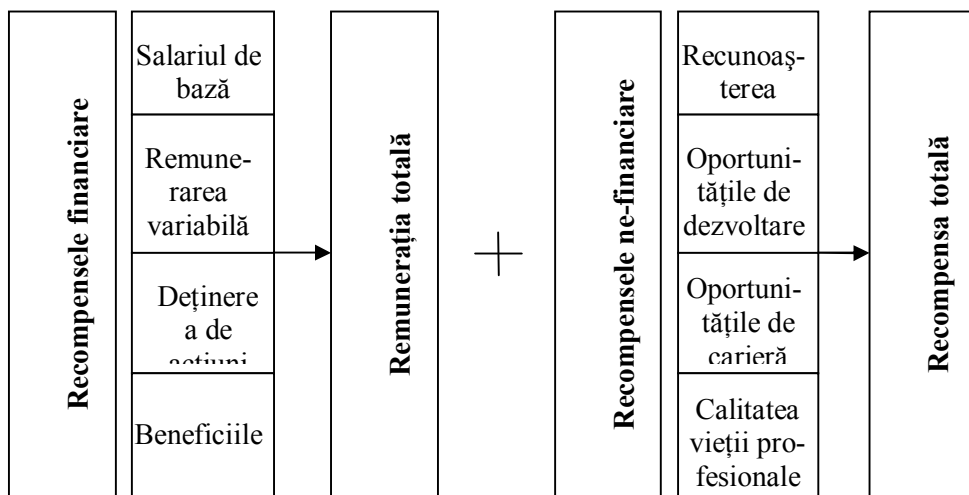 Recompensele financiare
Salariul de
bază
Remune-
rarea
variabilă
Deținere
a de
acțiuni
Beneficiile
Remunerația totală
Recompensele ne-financiare
Recunoaş-
terea
Oportuni-
tățile de
dezvoltare
Oportuni-
tățile de
carieră
Calitatea
vieții pro-
fesionale
Recompensa totală